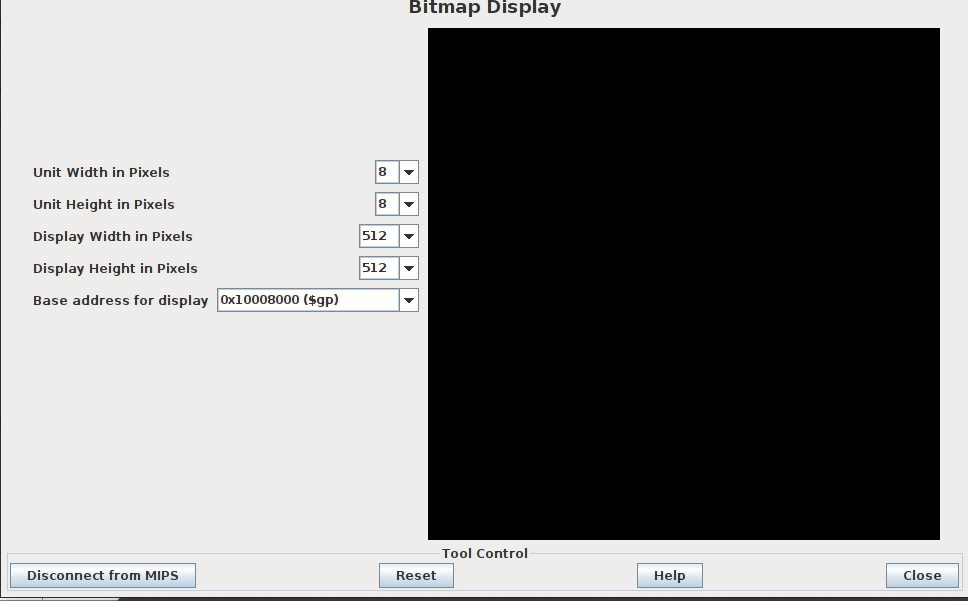 Bitmap Display
Unit Width in Pixels 8
Unit Height in Pixels 8
Display Width in Pixels 512
Display Height in Pixels 512
Base address for display 0x10008000 ($gp)
Tool Control
Disconnect from MIPS Reset Help Close